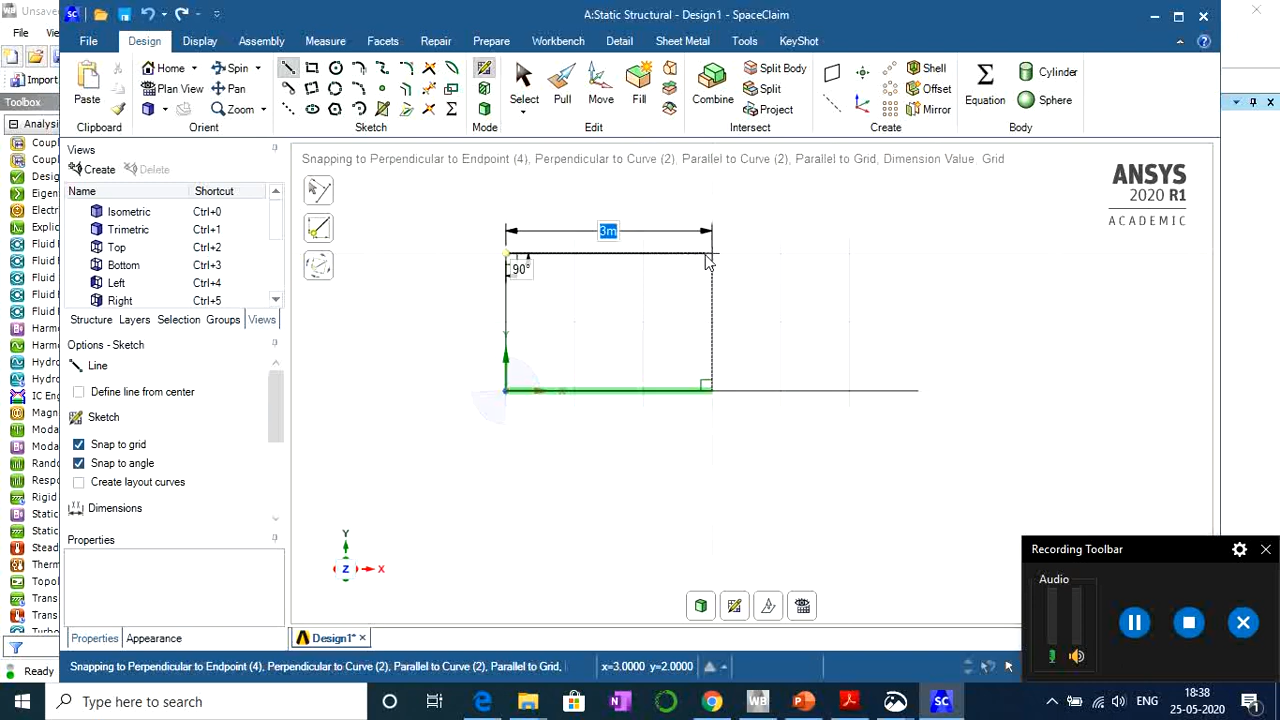 Unsave
A:Static Structural - Design1 - SpaceClaim
File
File Design Display Assembly Measure Facets Repair Prepare Workbench Detail Sheet Metal Tools KeyShot
Import
Paste
Clipboard
Home Spin
Plan View Pan
Zoom
Orient
Sketch
Mode
Select Pull Move Fill
Edit
Combine
Split Body
Split
Project
Intersect
Shell
Offset
Mirror
Create
Equation
Cylinder
Sphere
Body
Toolbox
Analysi
Coupl
Coupl
Desig
Eigen
Electr
Explic
Fluid
Fluid
Fluid
Fluid
Fluid
Harm
Harm
Hydro
Hydro
IC Eng
Magn
Moda
Moda
Rand
Respo
Rigid
Static
Static
Stead
Therm
Topo
Trans
Trans
Views
Create Delete
Name Shortcut
Isometric Ctrl+0
Trimetric Ctrl+1
Top Ctrl+2
Bottom Ctrl+3
Left Ctrl+4
Right Ctrl+5
Structure Layers Selection Groups Views
Options - Sketch
Line
Define line from center
Sketch
Snap to grid
Snap to angle
Create layout curves
Dimensions
Properties
Properties Appearance
Snapping to Perpendicular to Endpoint (4), Perpendicular to Curve (2), Parallel to Curve (2), Parallel to Grid, Dimension Value Grid
ANSYS
2020 R1
ACADEMIC
3m
90°
Y
X
Y
Z X
Design1*
Recording Toolbar
Audio
Ready
Snapping to Perpendicular to Endpoint (4), Perpendicular to Curve (2), Parallel to Curve (2), Parallel to Grid,
x=3.0000 y=2.0000
Type here to search
ENG
18:38
25-05-2020